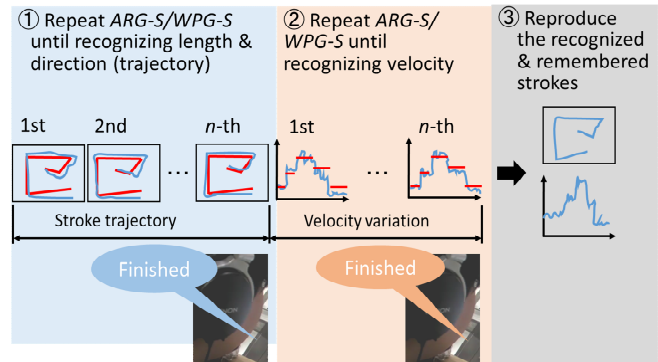 ① Repeat ARG-S/WPG-S
until recognizing length &
direction (trajectory)
1st
2nd
n-th
…
Stroke trajectory
Finished
② Repeat ARG-S/
WPG-S until
recognizing velocity
1st
n-th
…
Velocity variation
Finished
③ Reproduce
the recognized
& remembered
strokes